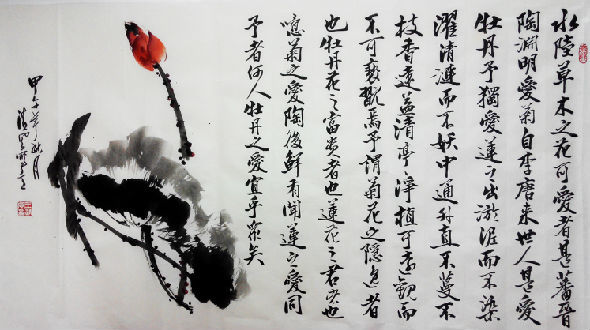 水陸草木之花可愛者甚蕃晉
陶淵明愛菊自李唐來世人甚愛
牡丹予獨愛蓮之出淤泥而不染
濯清漣而不妖中通外直不蔓不
枝香遠益清亭淨植可遠觀而
不可褻翫焉予謂菊花之隱逸者
也牡丹花之富貴者也蓮花之君子也
噫菊之愛陶後鮮有聞蓮之愛同
予者何人牡丹之愛宜乎衆矣
甲午年秋月